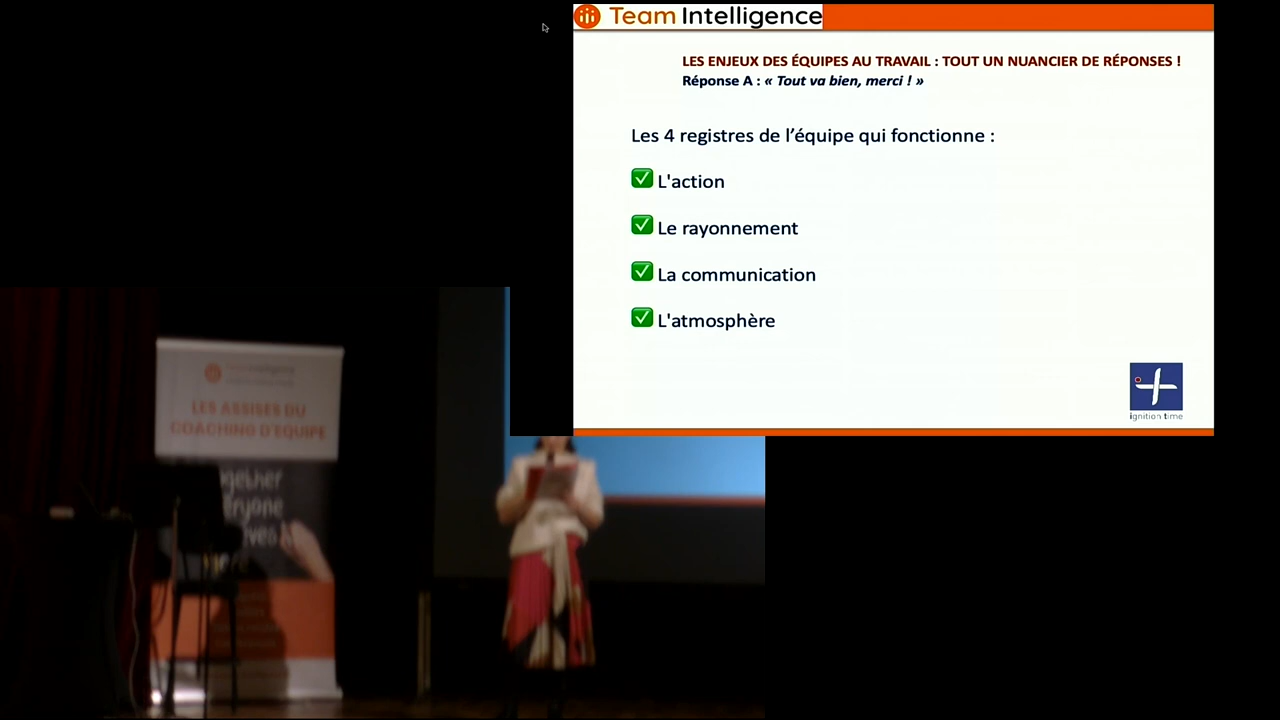 Team Intelligence
LES ENJEUX DES ÉQUIPES AU TRAVAIL : TOUT UN NUANCIER DE RÉPONSES !
Réponse A : « Tout va bien, merci ! »
Les 4 registres de l’équipe qui fonctionne :
L'action
Le rayonnement
La communication
L'atmosphère
ignition time
LES ASSISES DU
COACHING D'EQUIPE